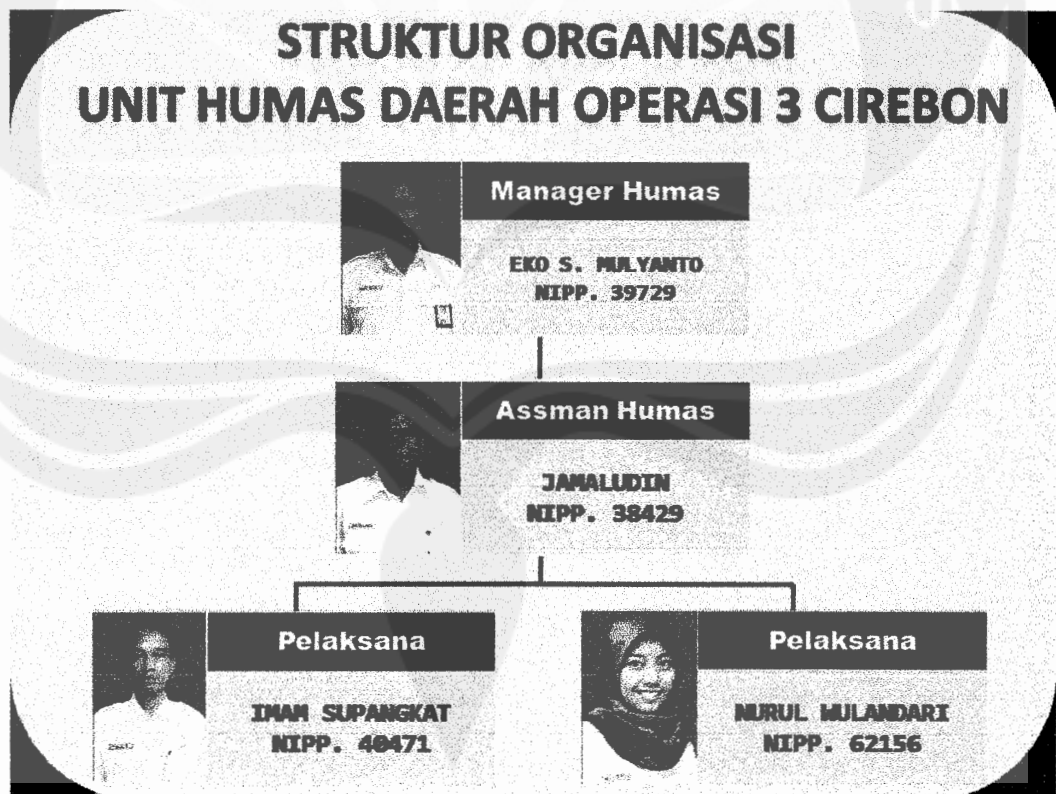 STRUKTUR ORGANISASI
UNIT HUMAS DAERAH OPERASI 3 CIREBON
Manager Humas
EKO S. MULYANTO
NIPP. 39729
Assman Humas
JAMALUDIN
NIPP. 38429
Pelaksana
IMAM SUPANGKAT
NIPP. 40471
Pelaksana
NURUL WULANDARI
NIPP. 62156